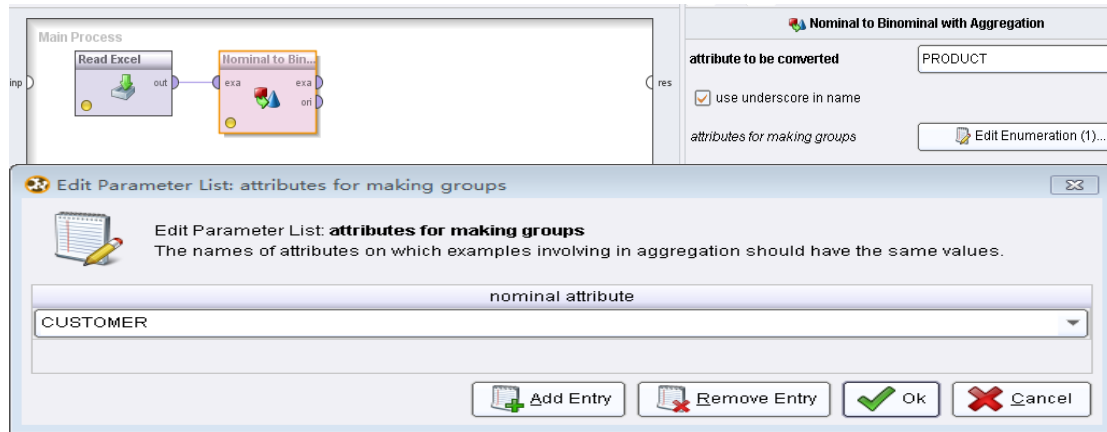 Main Process
Read Excel
Nominal to Bin...
inp
out
exa
exa
ori
res
Nominal to Binominal with Aggregation
attribute to be converted
PRODUCT
use underscore in name
attributes for making groups
Edit Enumeration (1)...
Edit Parameter List: attributes for making groups
Edit Parameter List: attributes for making groups
The names of attributes on which examples involving in aggregation should have the same values.
nominal attribute
CUSTOMER
Add Entry
Remove Entry
Ok
Cancel